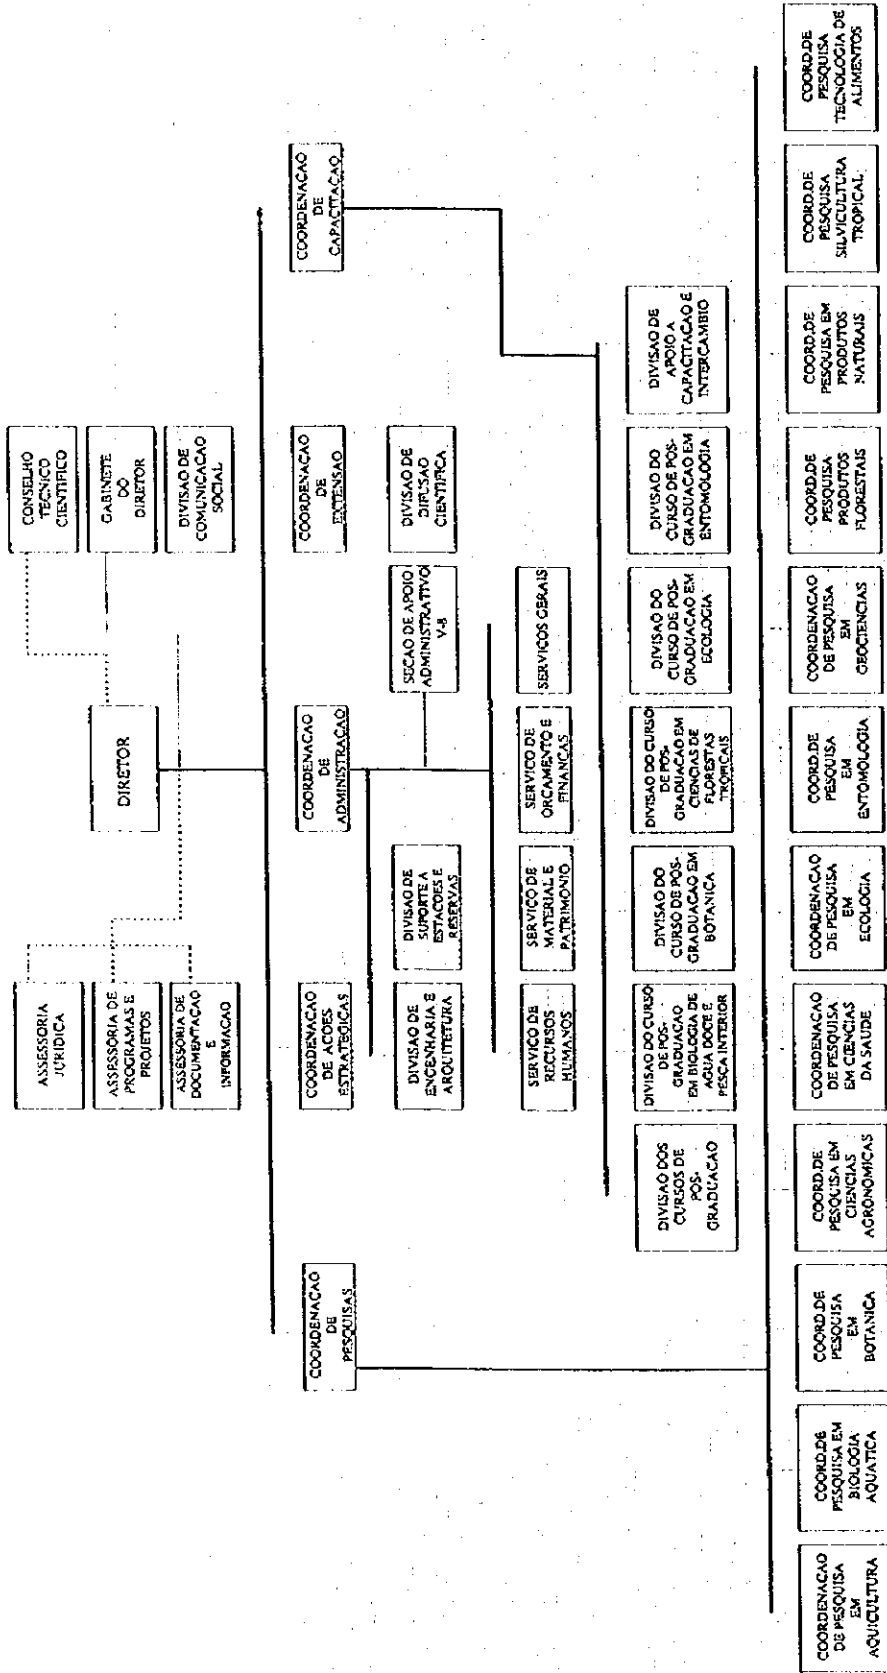 CONSELHO
TECNICO
CIENTIFICO
GABINETE
DO
DIRETOR
DIVISAO DE
COMUNICACAO
SOCIAL
DIRETOR
ASSESSORIA
JURIDICA
ASSESSORIA DE
PROGRAMAS E
PROJETOS
ASSESSORIA DE
DOCUMENTAÇAO
E
INFORMACAO
COORDENACAO
DE
PESQUISAS
COORDENACAO
DE ACOES
ESTRATEGICAS
COORDENACAO
DE
ADMINISTRAÇAO
COORDENACAO
DE
EXTENSAO
COORDENACAO
DE
CAPACITACAO
DIVISAO DE
ENGENHARIA E
ARQUITETURA
DIVISAO DE
SUPORTE A
ESTACOES E
RESERVAS
SECAO DE APOIO
ADMINISTRATIVO
V-8
DIVISAO DE
DIFUSAO
CIENTIFICA
SERVIÇO DE
RECURSOS
HUMANOS
SERVIÇO DE
MATERIAL E
PATRIMONIO
SERVICO DE
ORCAMENTO E
FINANCAS
SERVICOS GERAIS
DIVISAO DOS
CURSOS DE
POS-
GRADUACAO
DIVISAO DO CURSO
DE POS-
GRADUACAO
EM BIOLOGIA DE
AGUA DOCE E
PESCA INTERIOR
DIVISAO DO
CURSO DE POS-
GRADUACAO EM
BOTANICA
DIVISAO DO CURSO
DE POS-
GRADUACAO EM
CIENCIAS DE
FLORESTAS
TROPICAIS
DIVISAO DO
CURSO DE POS-
GRADUACAO EM
ECOLOGIA
DIVISAO DO
CURSO DE POS-
GRADUACAO EM
ENTOMOLOGIA
DIVISAO DE
APOIO A
CAPACITACAO E
INTERCAMBIO
COORDENACAO
DE PESQUISA
EM
AQUICULTURA
COORD.DE
PESQUISA EM
BIOLOGIA
AQUATICA
COORD.DE
PESQUISA
EM
BOTANICA
COORD.DE
PESQUISA EM
CIENCIAS
AGRONOMICAS
COORDENACAO
DE PESQUISA
EM CIENCIAS
DA SAUDE
COORDENACAO
DE PESQUISA
EM
ECOLOGIA
COORD.DE
PESQUISA
EM
ENTOMOLOGIA
COORDENACAO
DE PESQUISA
EM
GEOCIENCIAS
COORD.DE
PESQUISA
PRODUTOS
FLORESTAIS
COORD.DE
PESQUISA EM
PRODUTOS
NATURAIS
COORD.DE
PESQUISA
SILVICULTURA
TROPICAL
COORD.DE
PESQUISA
TECNOLOGIA DE
ALIMENTOS